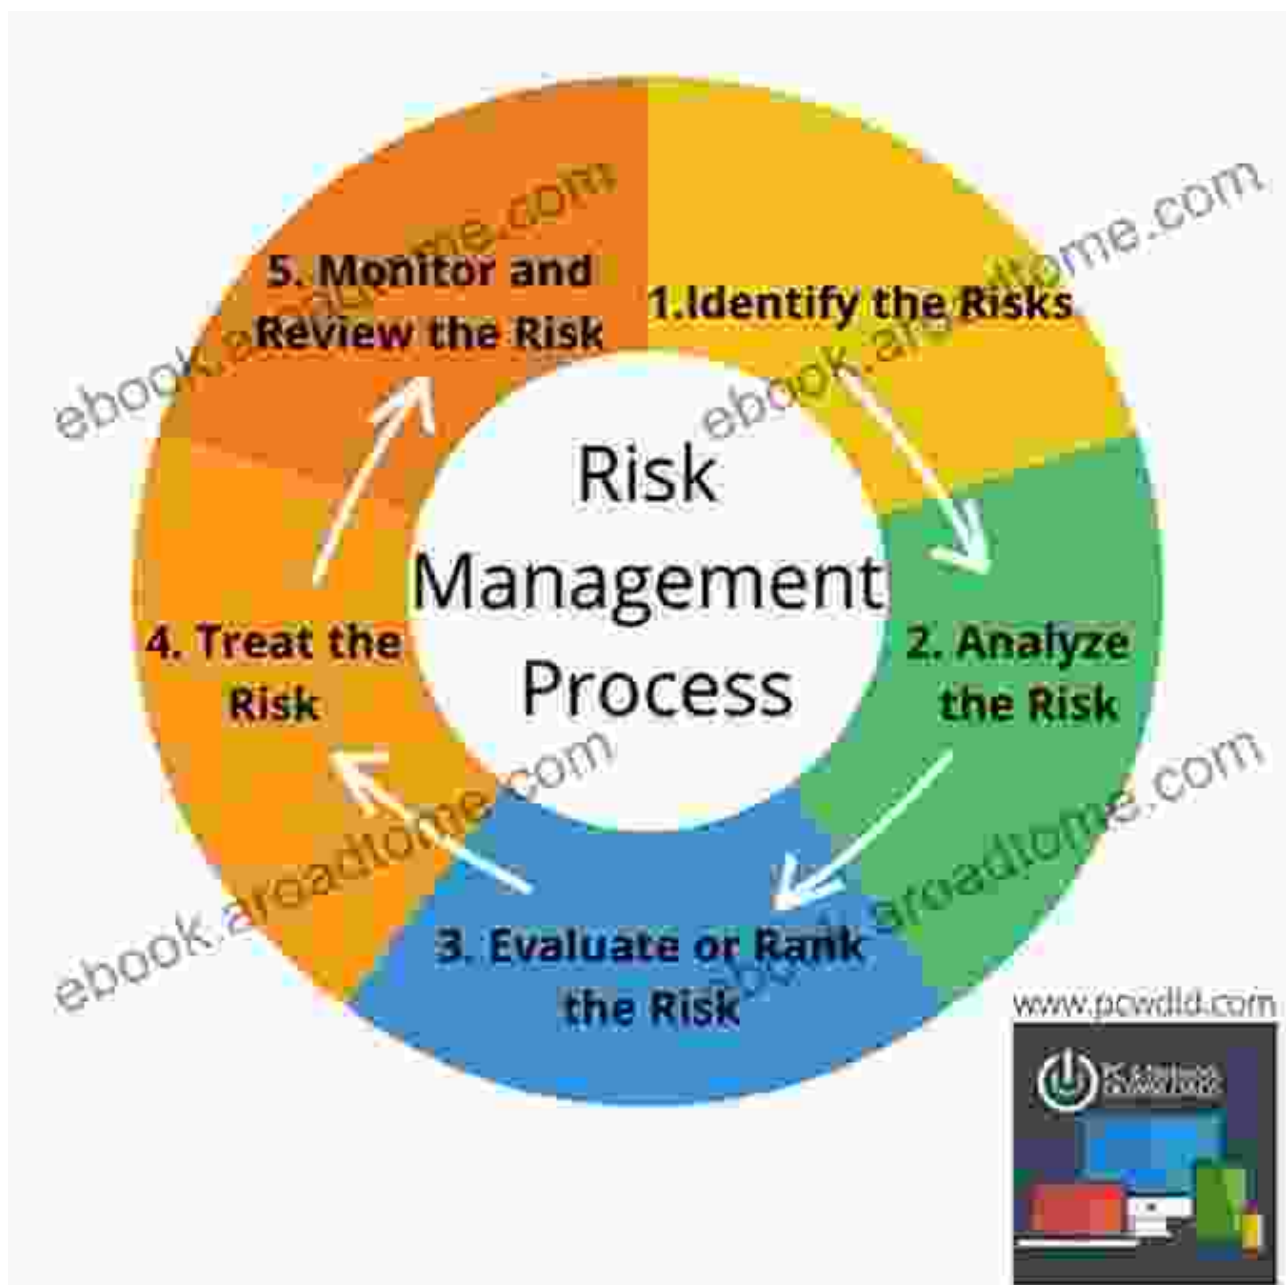 Risk
Management
Process
1.Identify the Risks
2. Analyze
the Risk
3. Evaluate or Rank
the Risk
4. Treat the
Risk
5. Monitor and
Review the Risk
ebook.aroadtome.com
ebook.aroadtome.com
ebook.aroadtome.com
ebook.aroadtome.com
www.pcwdld.com